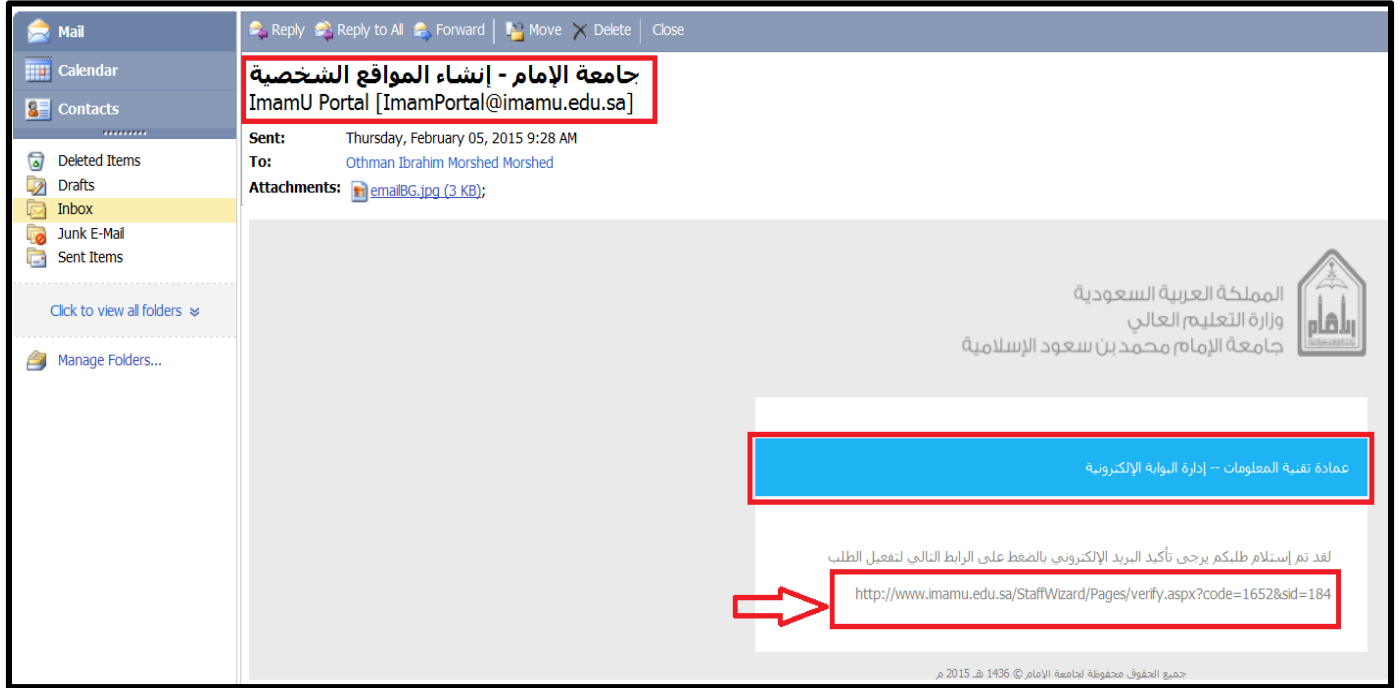 Mail
Calendar
Contacts
Deleted Items
Drafts
Inbox
Junk E-Mail
Sent Items
Click to view all folders
Manage Folders...
Reply Reply to All Forward Move Delete Close
جامعة الإمام - إنشاء المواقع الشخصية
ImamU Portal [ImamPortal@imamu.edu.sa]
Sent: Thursday, February 05, 2015 9:28 AM
To: Othman Ibrahim Morshed Morshed
Attachments: emailBG.jpg (3 KB);
المملكة العربية السعودية
وزارة التعليم العالي
جامعة الإمام محمد بن سعود الإسلامية
عمادة تقنية المعلومات -- إدارة البوابة الإلكترونية
لقد تم إستلام طلبكم يرجى تأكيد البريد الإلكتروني بالضغط على الرابط التالي لتفعيل الطلب
http://www.imamu.edu.sa/StaffWizard/Pages/verify.aspx?code=1652&sid=184
جميع الحقوق محفوظة لجامعة الإمام © 1436 هـ 2015 م